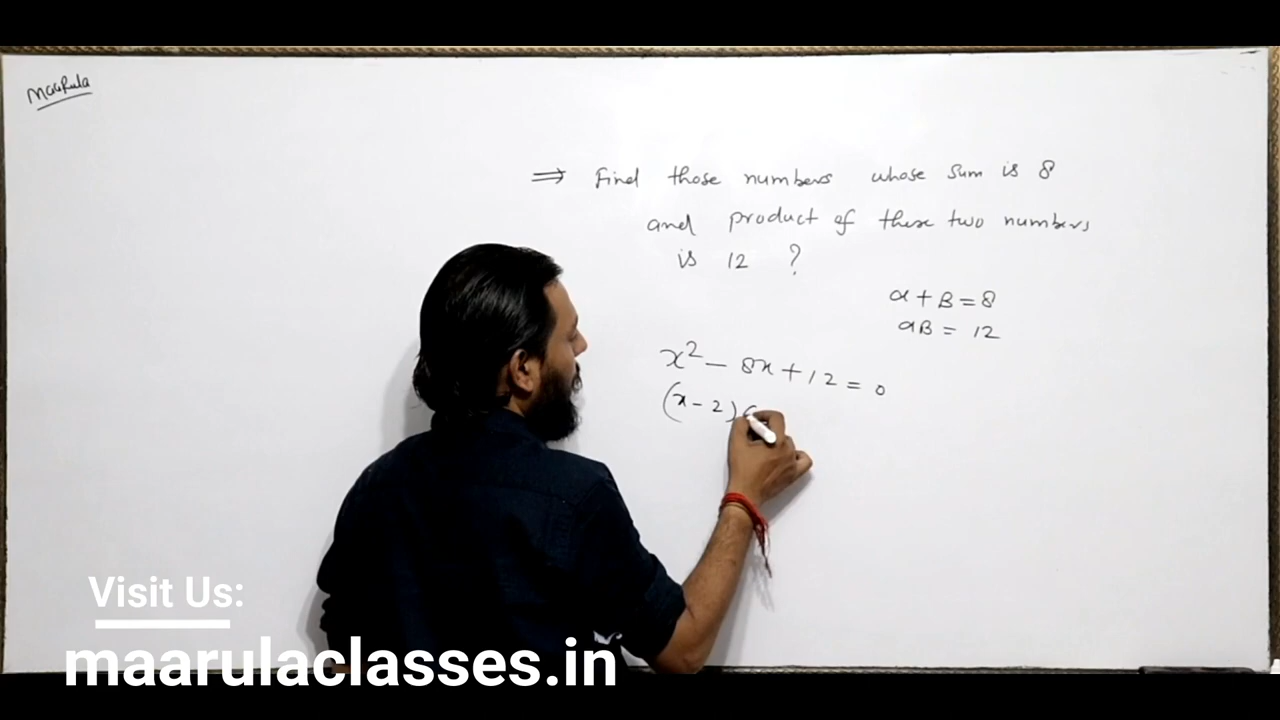 MaaRula
⇒ Find those numbers whose sum is 8
and product of these two numbers
is 12 ?
α + β = 8
αβ = 12
x² - 8x + 12 = 0
(x - 2) (
Visit Us:
maarulaclasses.in